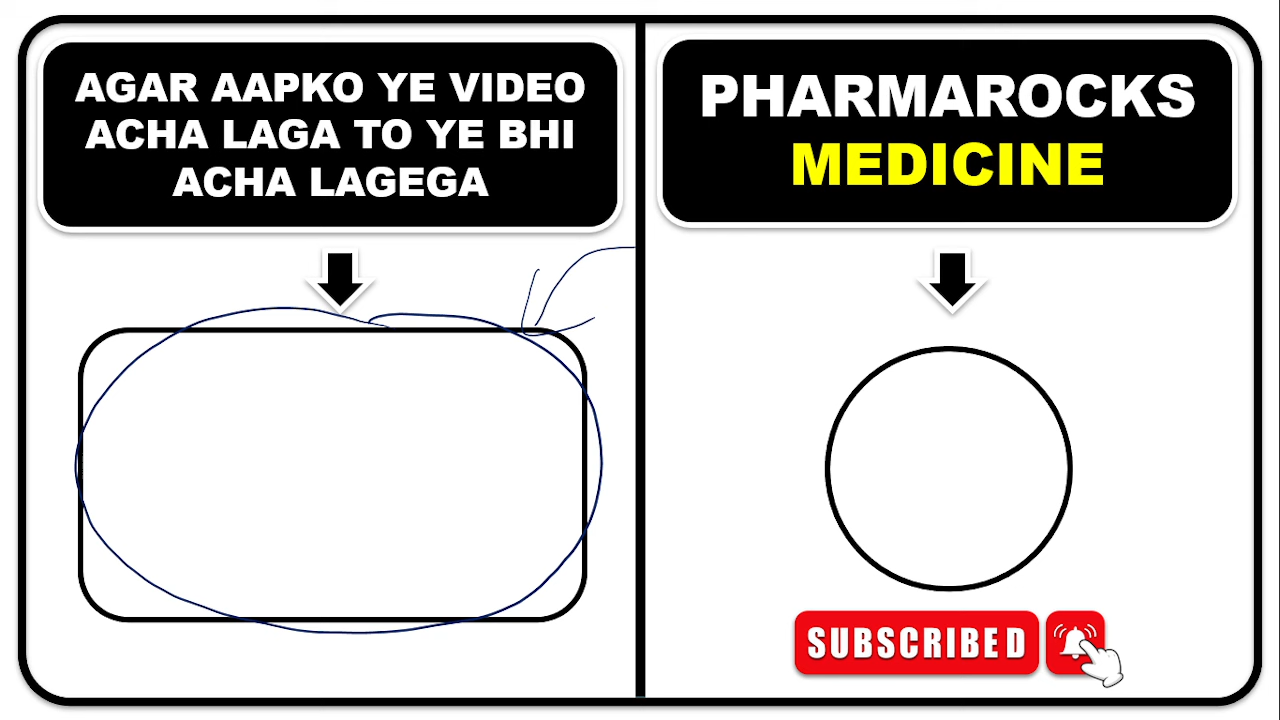 AGAR AAPKO YE VIDEO
ACHA LAGA TO YE BHI
ACHA LAGEGA
PHARMAROCKS
MEDICINE
SUBSCRIBED